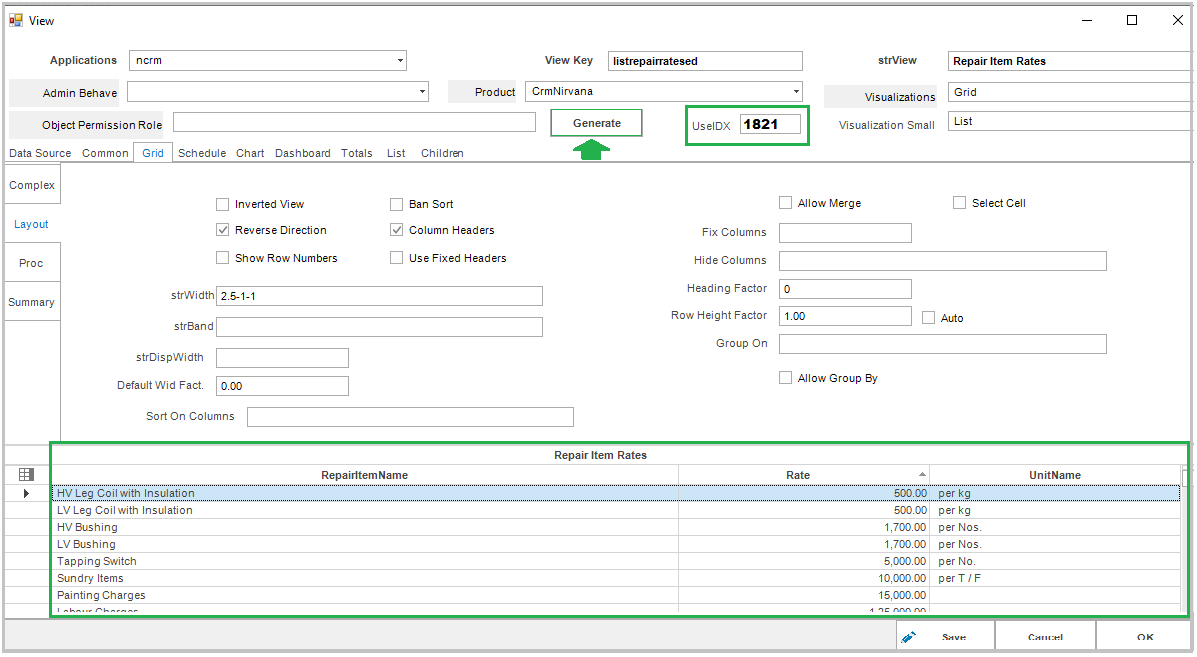 View
Applications ncrm View Key listrepairratesed strView Repair Item Rates
Admin Behave Product CrmNirvana Visualizations Grid
Object Permission Role Generate UseIDX 1821 Visualization Small List
Data Source Common Grid Schedule Chart Dashboard Totals List Children
Complex
Layout
Proc
Summary
Inverted View Ban Sort Allow Merge Select Cell
Reverse Direction Column Headers Fix Columns
Show Row Numbers Use Fixed Headers Hide Columns
strWidth 2.5-1-1 Heading Factor 0
strBand Row Height Factor 1.00 Auto
strDispWidth Group On
Default Wid Fact. 0.00 Allow Group By
Sort On Columns
Repair Item Rates
RepairItemName Rate UnitName
HV Leg Coil with Insulation 500.00 per kg
LV Leg Coil with Insulation 500.00 per kg
HV Bushing 1,700.00 per Nos.
LV Bushing 1,700.00 per Nos.
Tapping Switch 5,000.00 per No.
Sundry Items 10,000.00 per T / F
Painting Charges 15,000.00
Labour Charges 1,25,000.00
Save Cancel OK